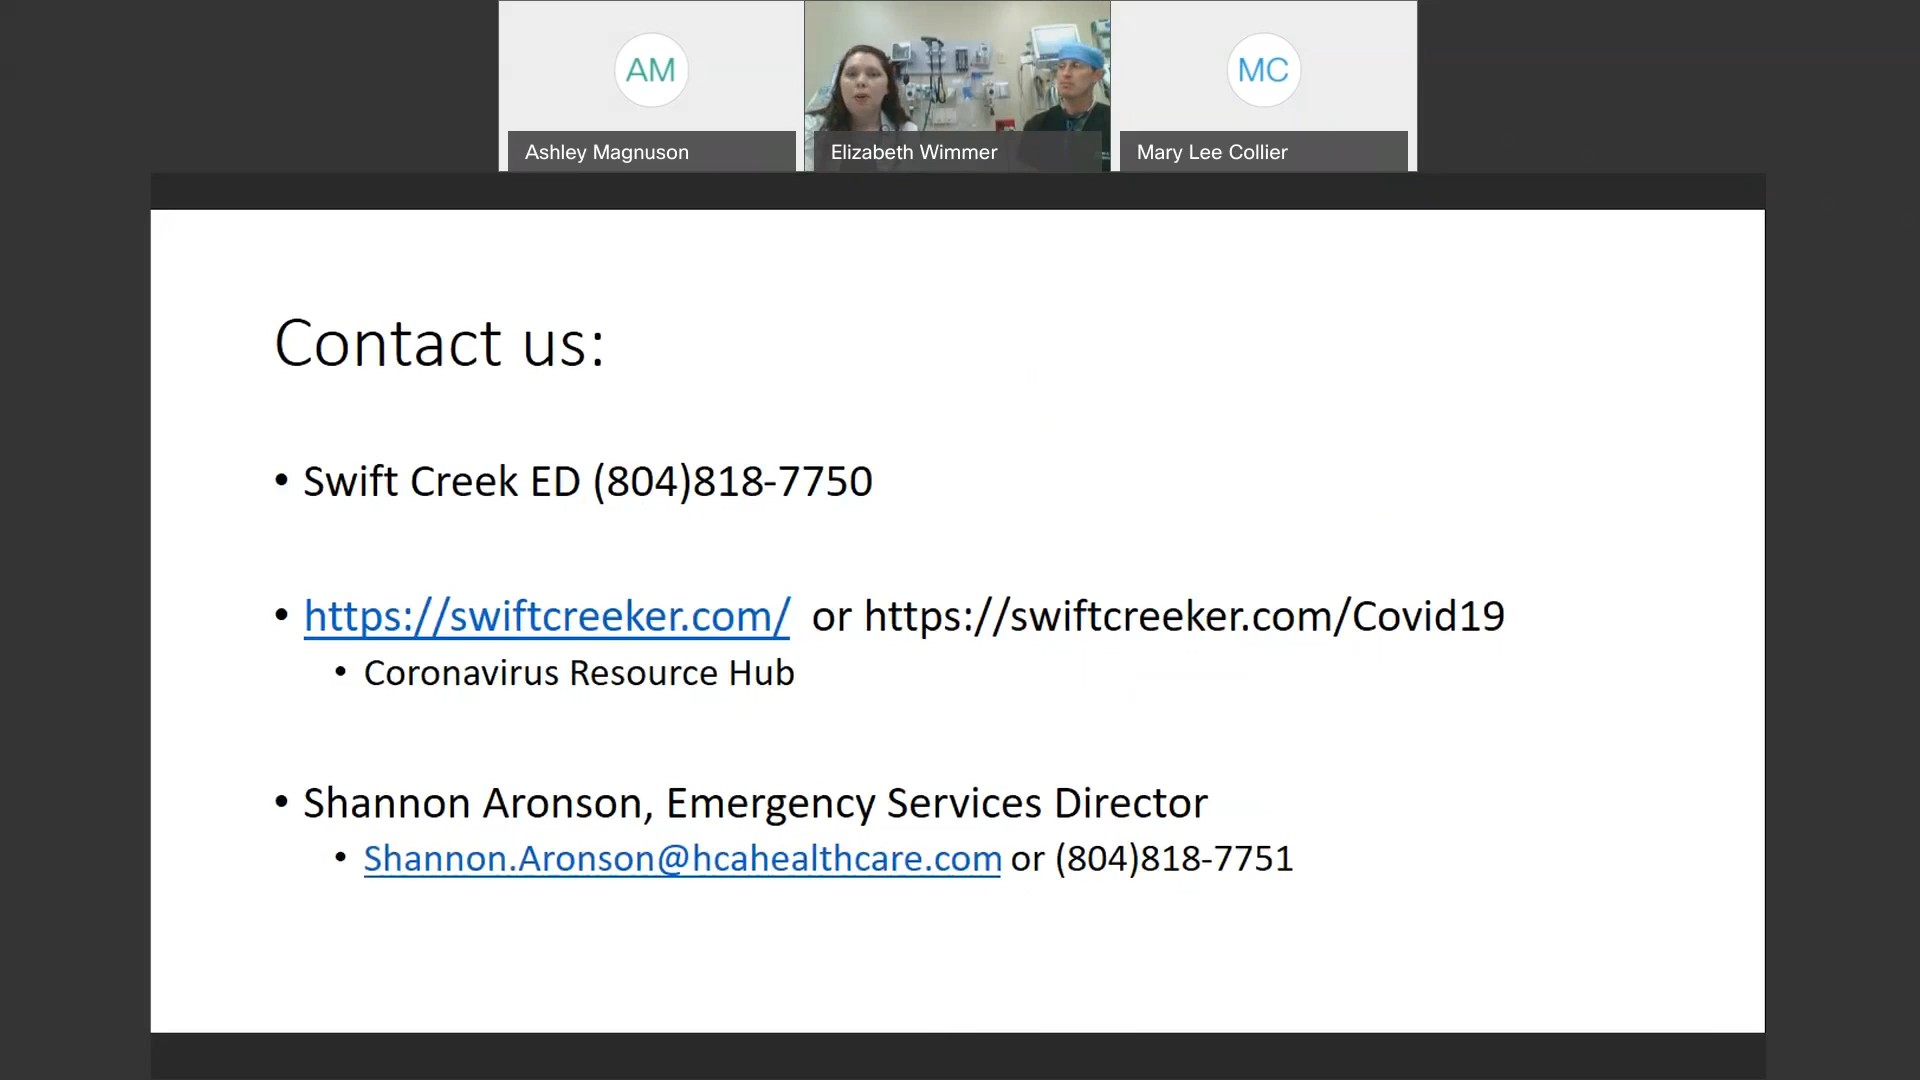 AM
MC
Ashley Magnuson
Elizabeth Wimmer
Mary Lee Collier
Contact us:
• Swift Creek ED (804)818-7750
• https://swiftcreeker.com/ or https://swiftcreeker.com/Covid19
• Coronavirus Resource Hub
• Shannon Aronson, Emergency Services Director
• Shannon.Aronson@hcahealthcare.com or (804)818-7751